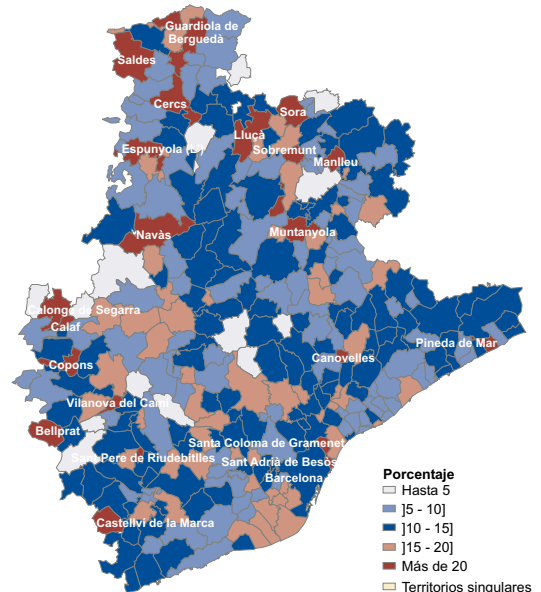 Guardiola de
Berguedà
Saldes
Cercs
Sora
Lluçà
Espunyola (L')
Sobremunt
Manlleu
Navàs
Muntanyola
Calonge de Segarra
Calaf
Pineda de Mar
Copons
Canovelles
Vilanova del Camí
Bellprat
Santa Coloma de Gramenet
Sant Pere de Riudebitlles
Sant Adrià de Besòs
Barcelona
Castellví de la Marca
Porcentaje
Hasta 5
]5 - 10]
]10 - 15]
]15 - 20]
Más de 20
Territorios singulares